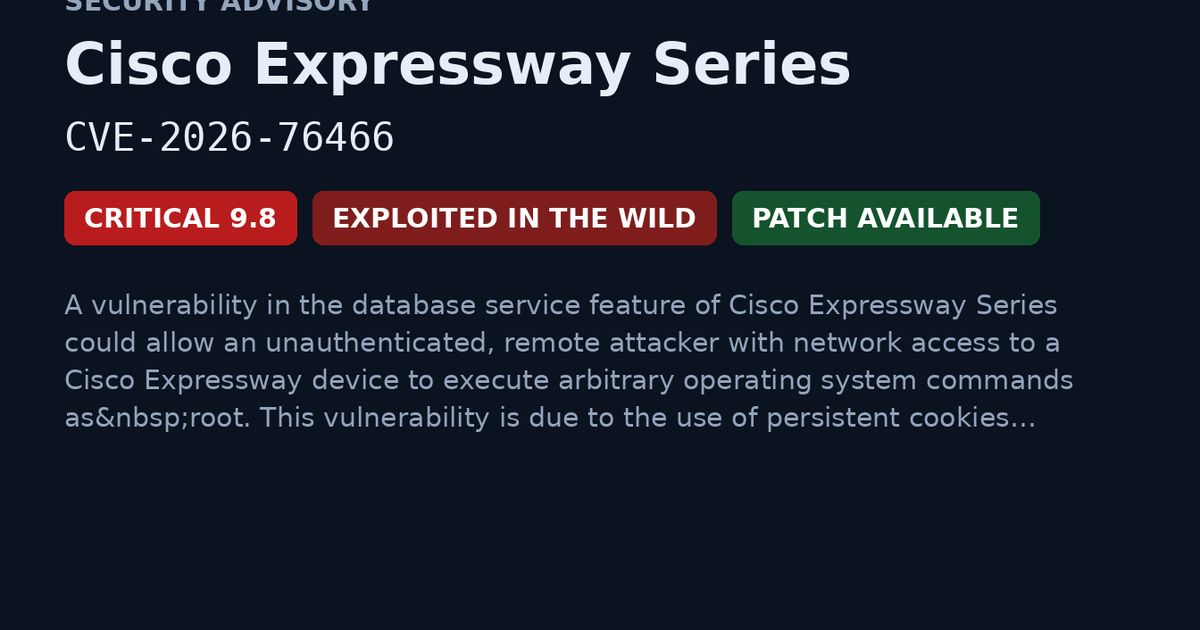 SECURITY ADVISORY
Cisco Expressway Series
CVE-2026-76466
CRITICAL 9.8 EXPLOITED IN THE WILD PATCH AVAILABLE
A vulnerability in the database service feature of Cisco Expressway Series
could allow an unauthenticated, remote attacker with network access to a
Cisco Expressway device to execute arbitrary operating system commands
as&nbsp;root. This vulnerability is due to the use of persistent cookies...